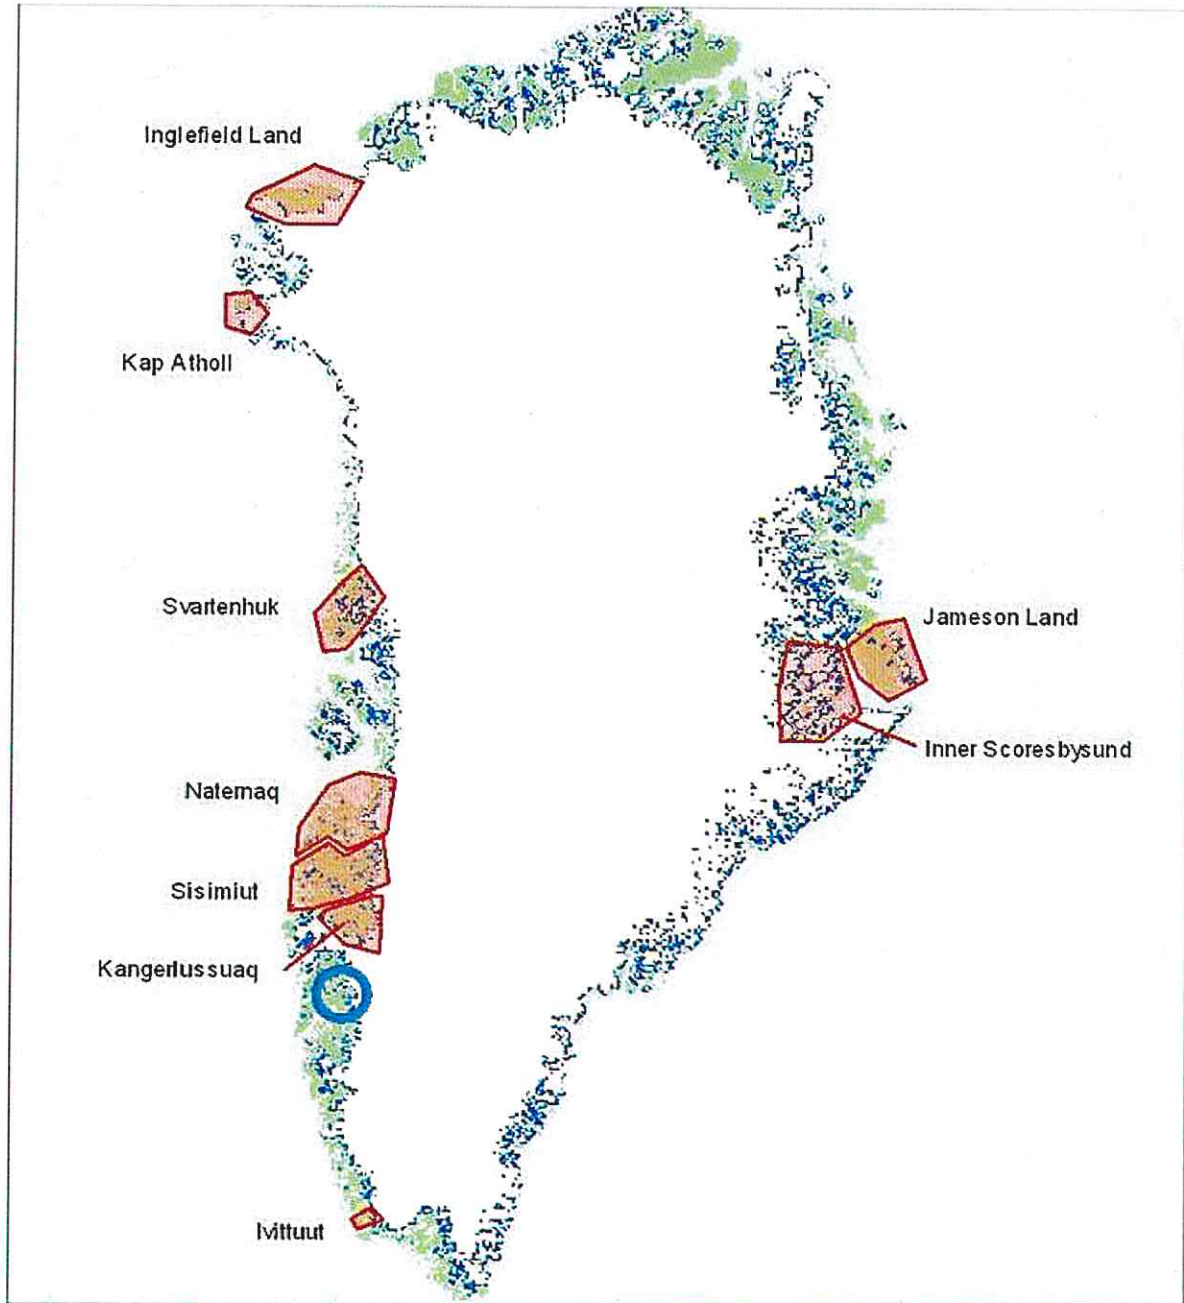 Inglefield Land
Kap Atholl
Svartenhuk
Jameson Land
Inner Scoresbysund
Naternaq
Sisimiut
Kangerlussuaq
Ivittuut